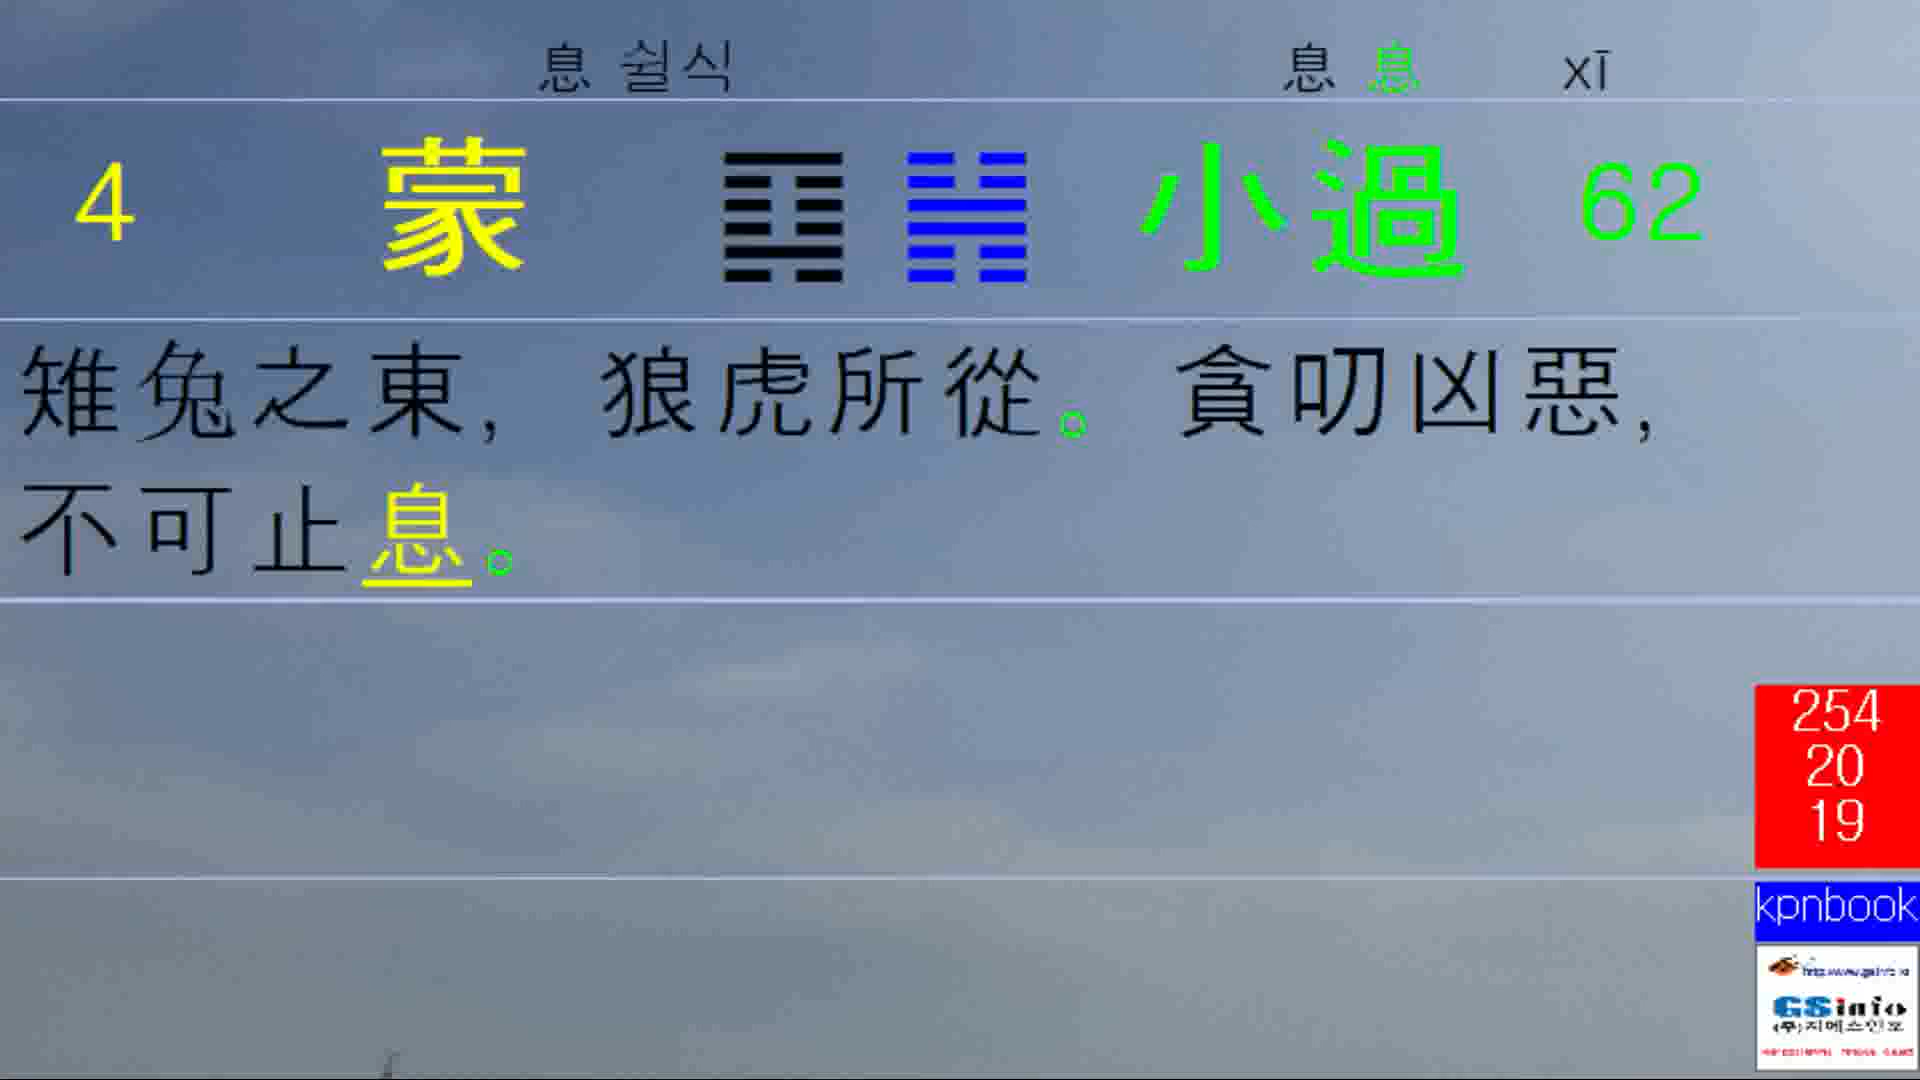 息 쉴식 息 息 xī
4 蒙 小過 62
雉兔之東, 狼虎所從。 貪叨凶惡,
不可止息。
254
20
19
kpnbook
GSinfo
(주)지에스인포